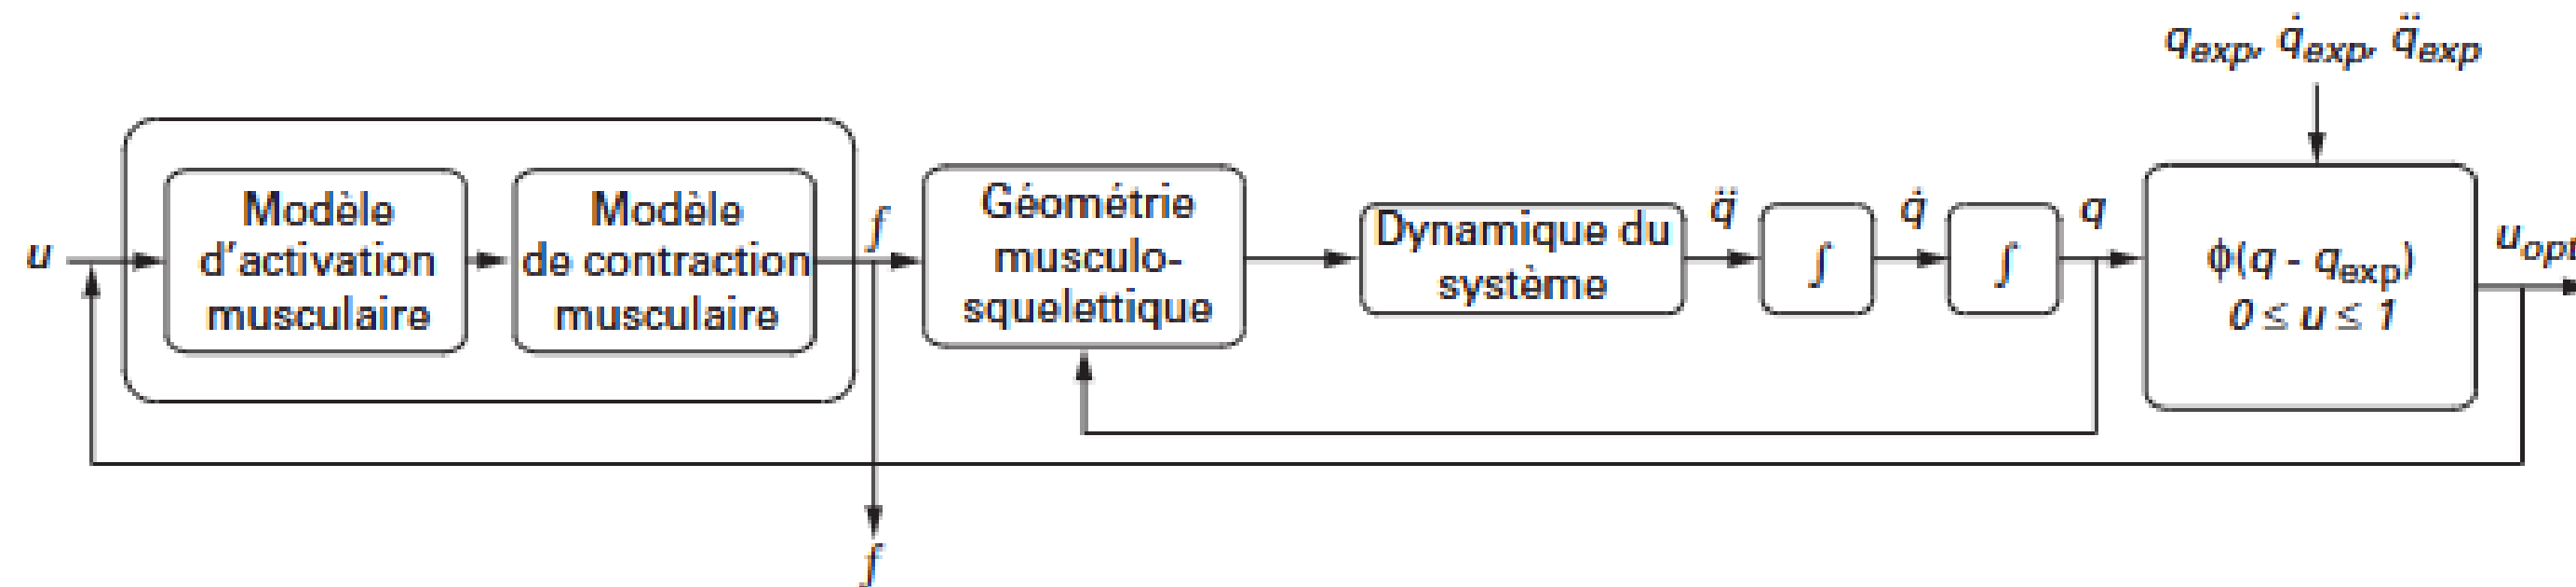 q_exp, q̇_exp, q̈_exp
u
Modèle
d'activation
musculaire
Modèle
de contraction
musculaire
f
Géométrie
musculo-
squelettique
Dynamique du
système
q̈
∫
q̇
∫
q
ϕ(q - q_exp)
0 ≤ u ≤ 1
u_opt
f